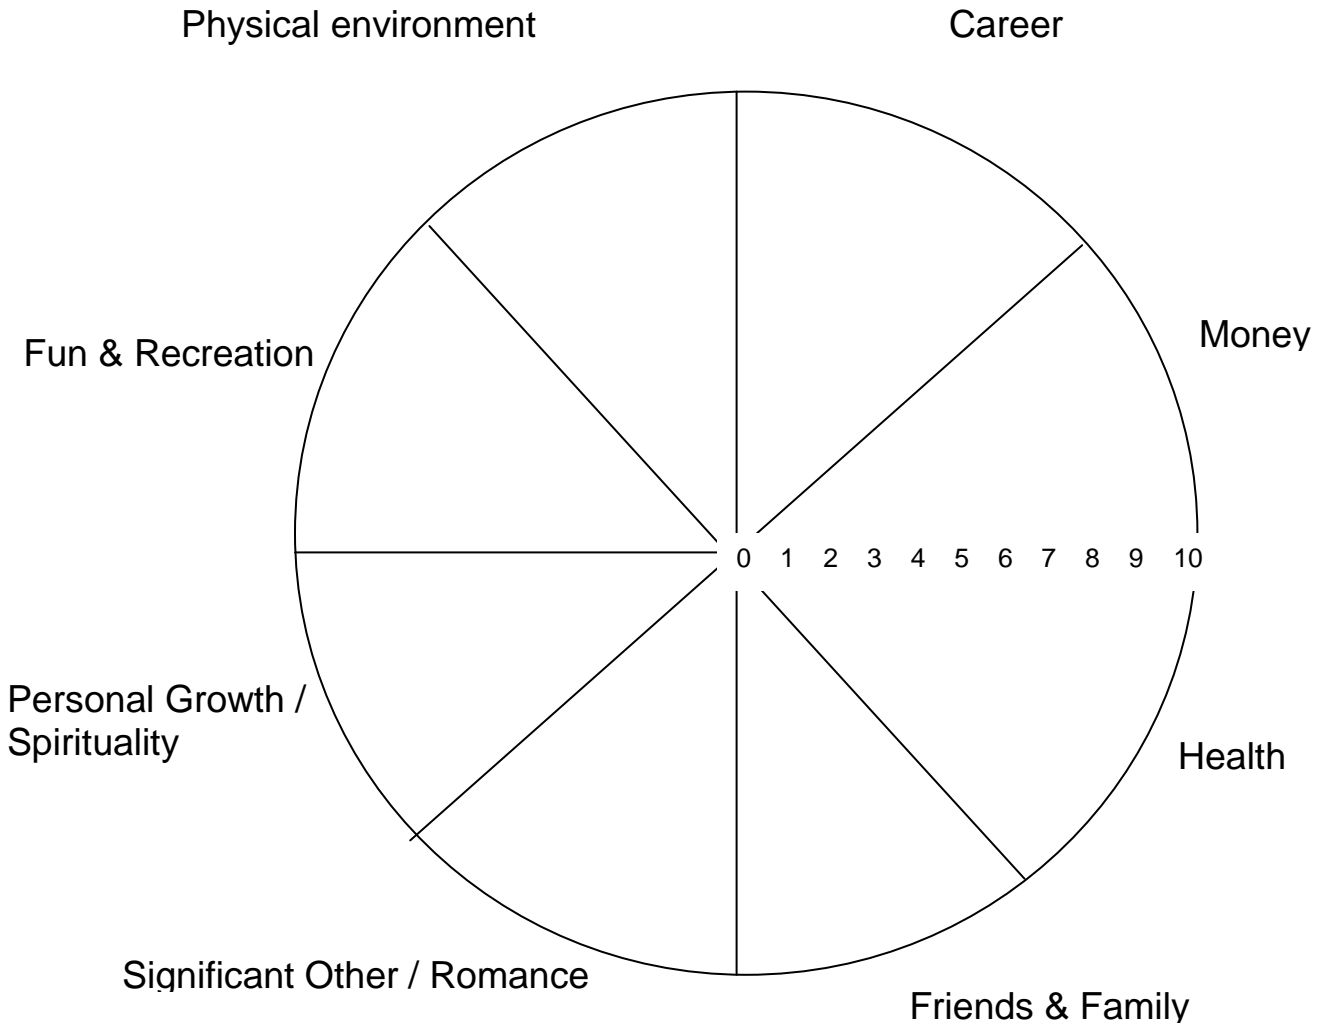 Physical environment
Career
Fun & Recreation
Money
0 1 2 3 4 5 6 7 8 9 10
Personal Growth /
Spirituality
Health
Significant Other / Romance
Friends & Family